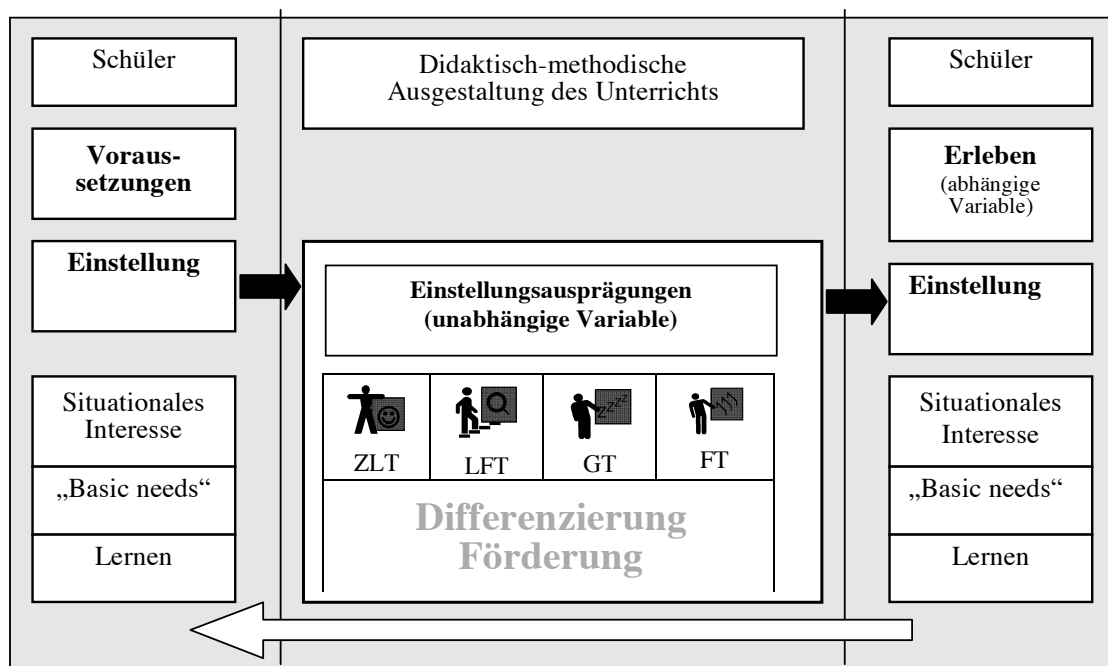 Schüler
Voraus-
setzungen
Einstellung
Situationales
Interesse
„Basic needs“
Lernen
Didaktisch-methodische
Ausgestaltung des Unterrichts
Einstellungsausprägungen
(unabhängige Variable)
zzzz
ZLT
LFT
GT
FT
Differenzierung
Förderung
Schüler
Erleben
(abhängige
Variable)
Einstellung
Situationales
Interesse
„Basic needs“
Lernen